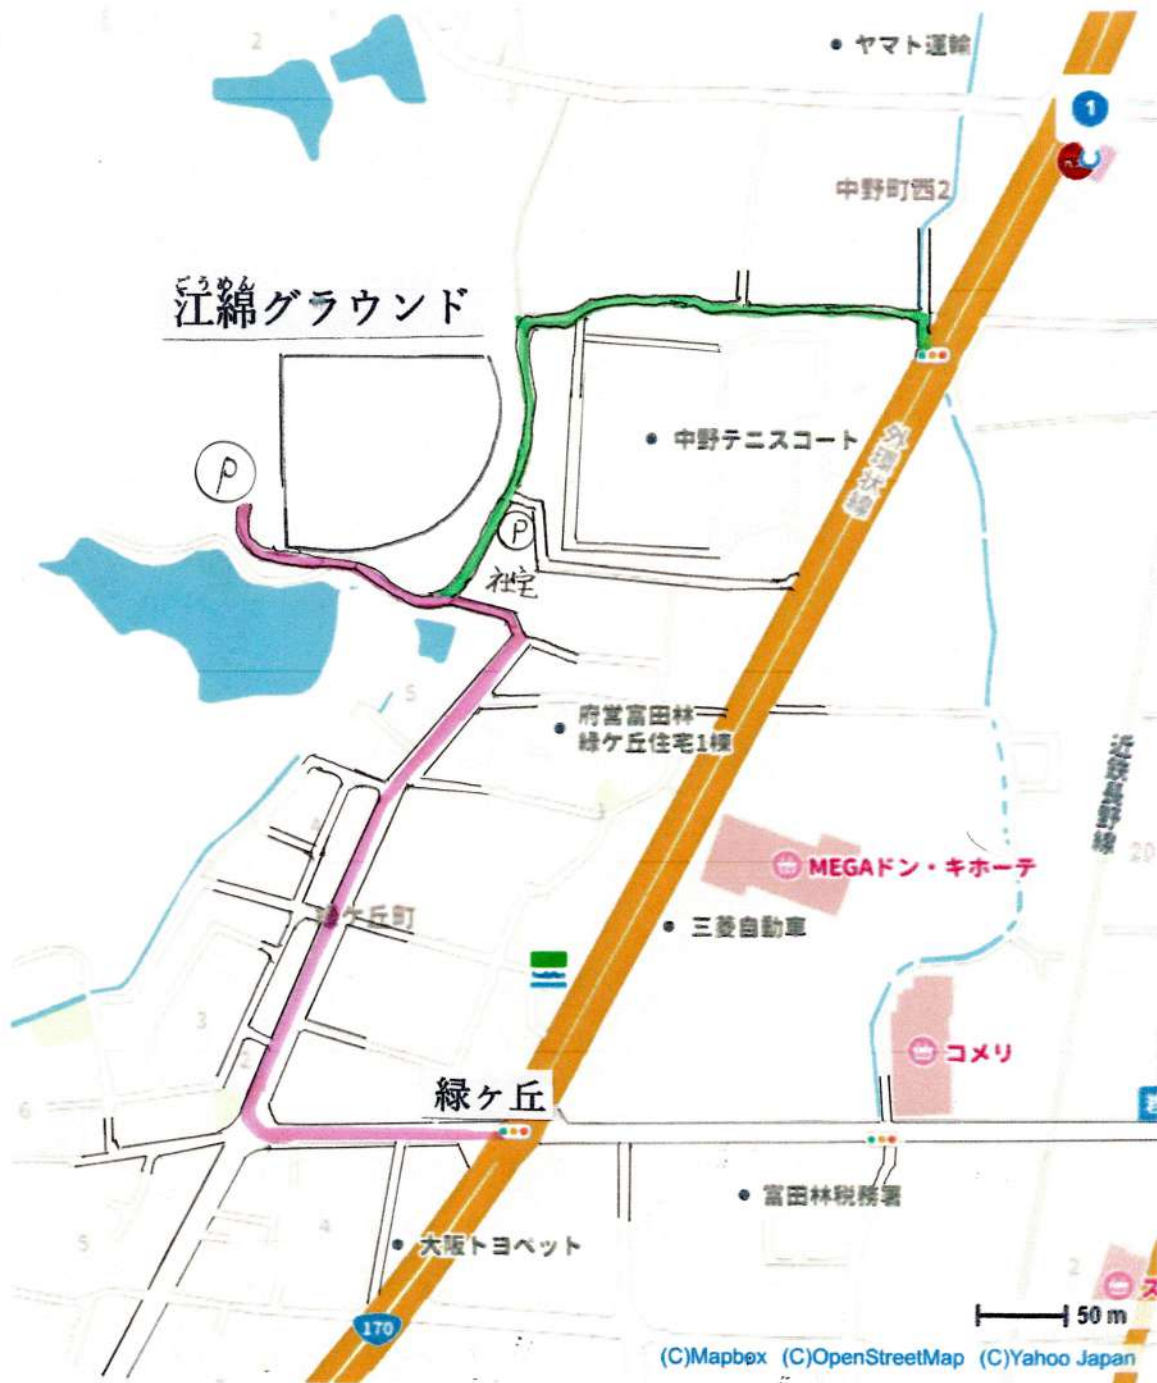 2
ヤマト運輸
1
中野町西2
ごうめん
江綿グラウンド
中野テニスコート
外環状線
P
P
社宅
5
府営富田林
緑ケ丘住宅1棟
近鉄長野線
1
MEGAドン・キホーテ
緑ケ丘町
三菱自動車
3
2
コメリ
緑ヶ丘
6
富田林税務署
5
4
大阪トヨペット
2
ス
50 m
170
(C)Mapbox (C)OpenStreetMap (C)Yahoo Japan